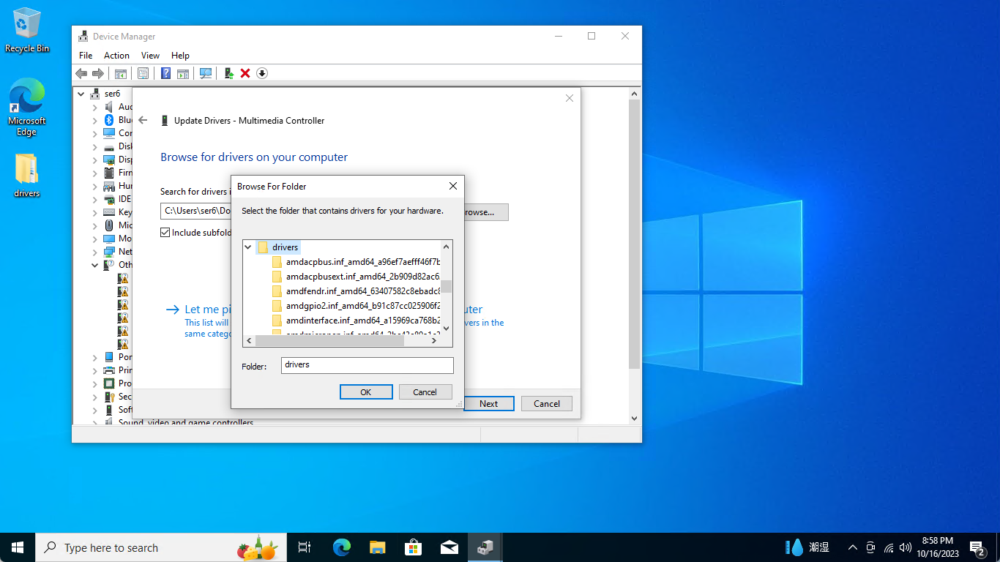 Recycle Bin
Microsoft
Edge
drivers
Device Manager
File Action View Help
ser6
Update Drivers - Multimedia Controller
Browse for drivers on your computer
Search for drivers i
C:\Users\ser6\Do
rowse...
Include subfold
Let me pi
uter
This list will
vers in the
same catego
Next
Cancel
Browse For Folder
Select the folder that contains drivers for your hardware.
drivers
amdacpbus.inf_amd64_a96ef7aefff46f7b
amdacpbusext.inf_amd64_2b909d82ac6
amdfendr.inf_amd64_63407582c8ebadc8
amdgpio2.inf_amd64_b91c87cc025906f2
amdinterface.inf_amd64_a15969ca768b2
Folder:
drivers
OK
Cancel
Auc
Blu
Cor
Disk
Disp
Firn
Hur
IDE
Key
Mic
Mo
Net
Oth
Por
Prin
Pro
Sec
Soft
Sound, video and game controllers
Type here to search
潮湿
8:58 PM
10/16/2023
2